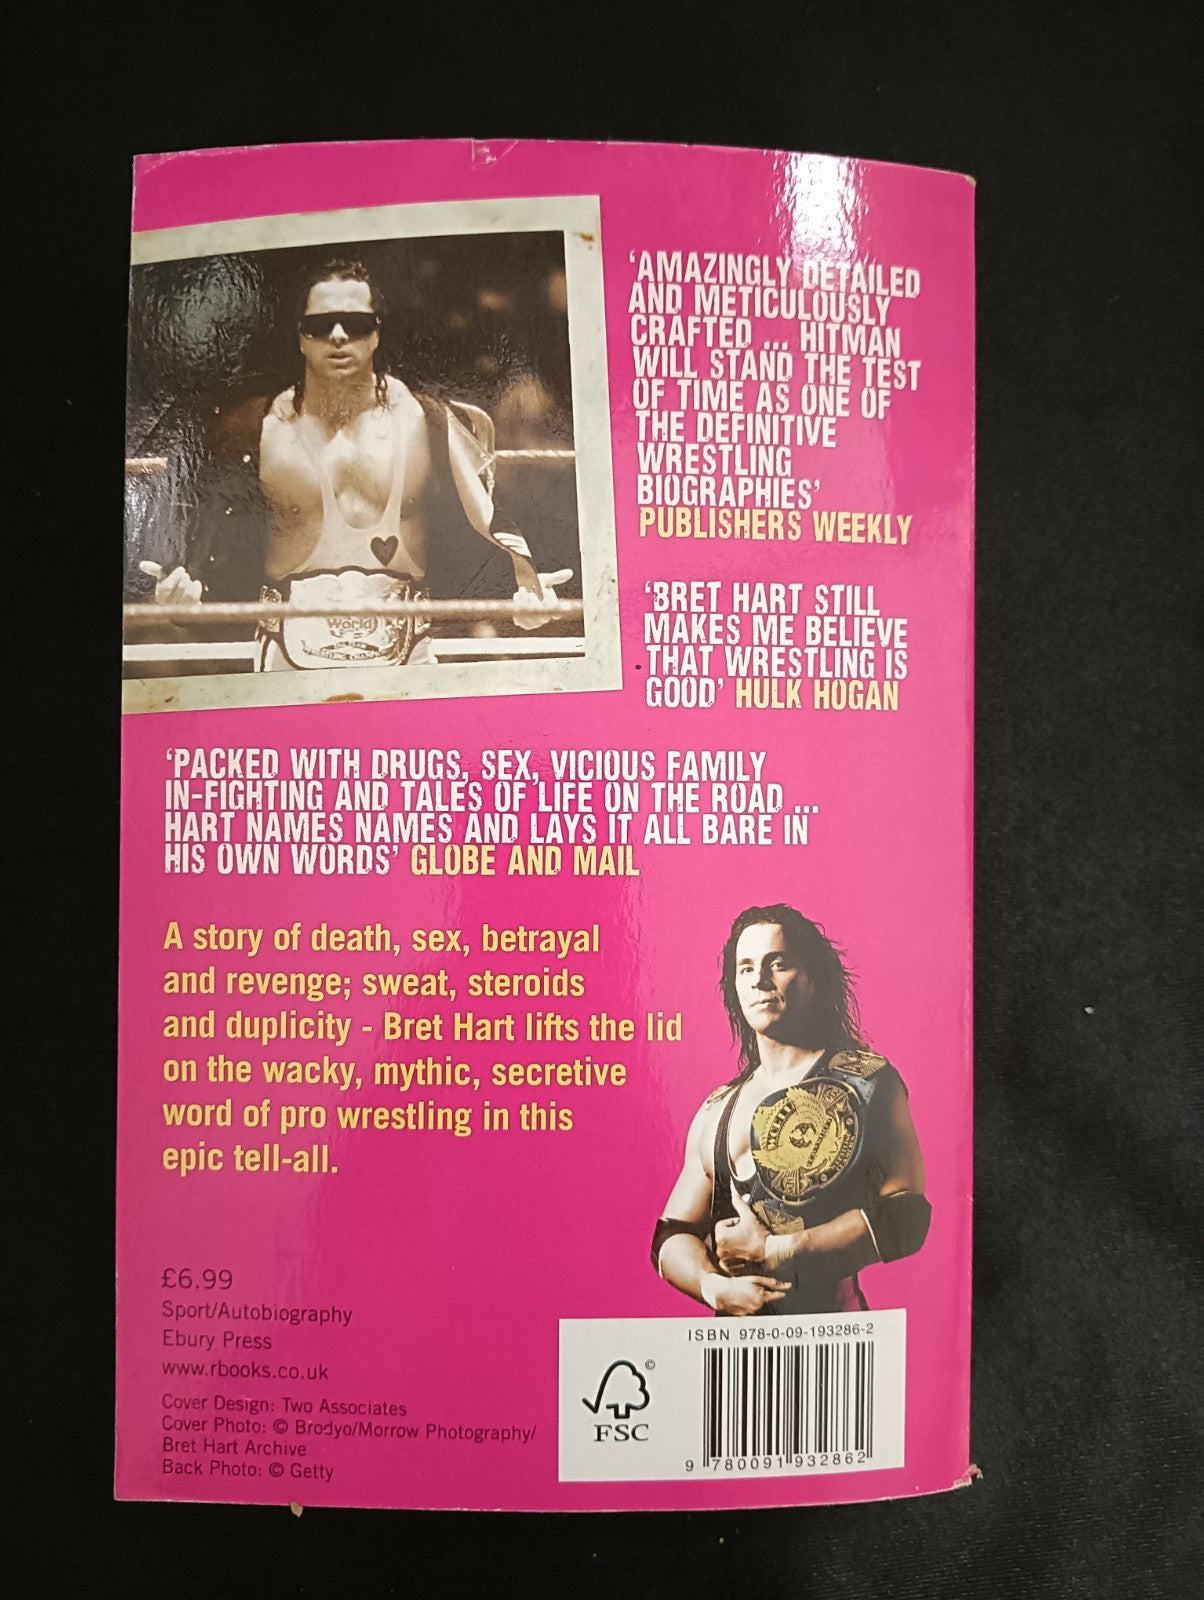 'AMAZINGLY DETAILED
AND METICULOUSLY
CRAFTED ... HITMAN
WILL STAND THE TEST
OF TIME AS ONE OF
THE DEFINITIVE
WRESTLING
BIOGRAPHIES'
PUBLISHERS WEEKLY
'BRET HART STILL
MAKES ME BELIEVE
THAT WRESTLING IS
GOOD' HULK HOGAN
World
'PACKED WITH DRUGS, SEX, VICIOUS FAMILY
IN-FIGHTING AND TALES OF LIFE ON THE ROAD ...
HART NAMES NAMES AND LAYS IT ALL BARE IN
HIS OWN WORDS' GLOBE AND MAIL
A story of death, sex, betrayal
and revenge; sweat, steroids
and duplicity - Bret Hart lifts the lid
on the wacky, mythic, secretive
word of pro wrestling in this
epic tell-all.
£6.99
Sport/Autobiography
Ebury Press
www.rbooks.co.uk
Cover Design: Two Associates
Cover Photo: © Brodyo/Morrow Photography/
Bret Hart Archive
Back Photo: © Getty
ISBN 978-0-09-193286-2
©
FSC
9 780091 932862